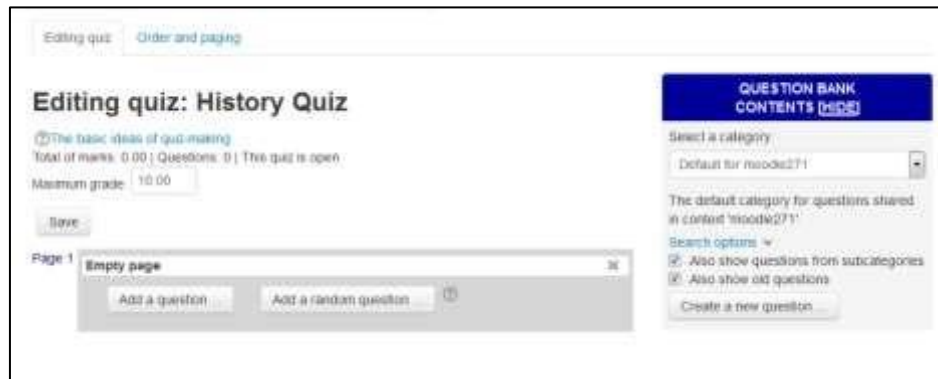 Editing quiz Order and paging
Editing quiz: History Quiz
The basic ideas of quiz-making
Total of marks: 0.00 | Questions: 0 | This quiz is open
Maximum grade: 10.00
Save
Page 1
Empty page
Add a question ... Add a random question ...
QUESTION BANK
CONTENTS [HIDE]
Select a category:
Default for moodle271
The default category for questions shared
in context 'moodle271'.
Search options
Also show questions from subcategories
Also show old questions
Create a new question ...